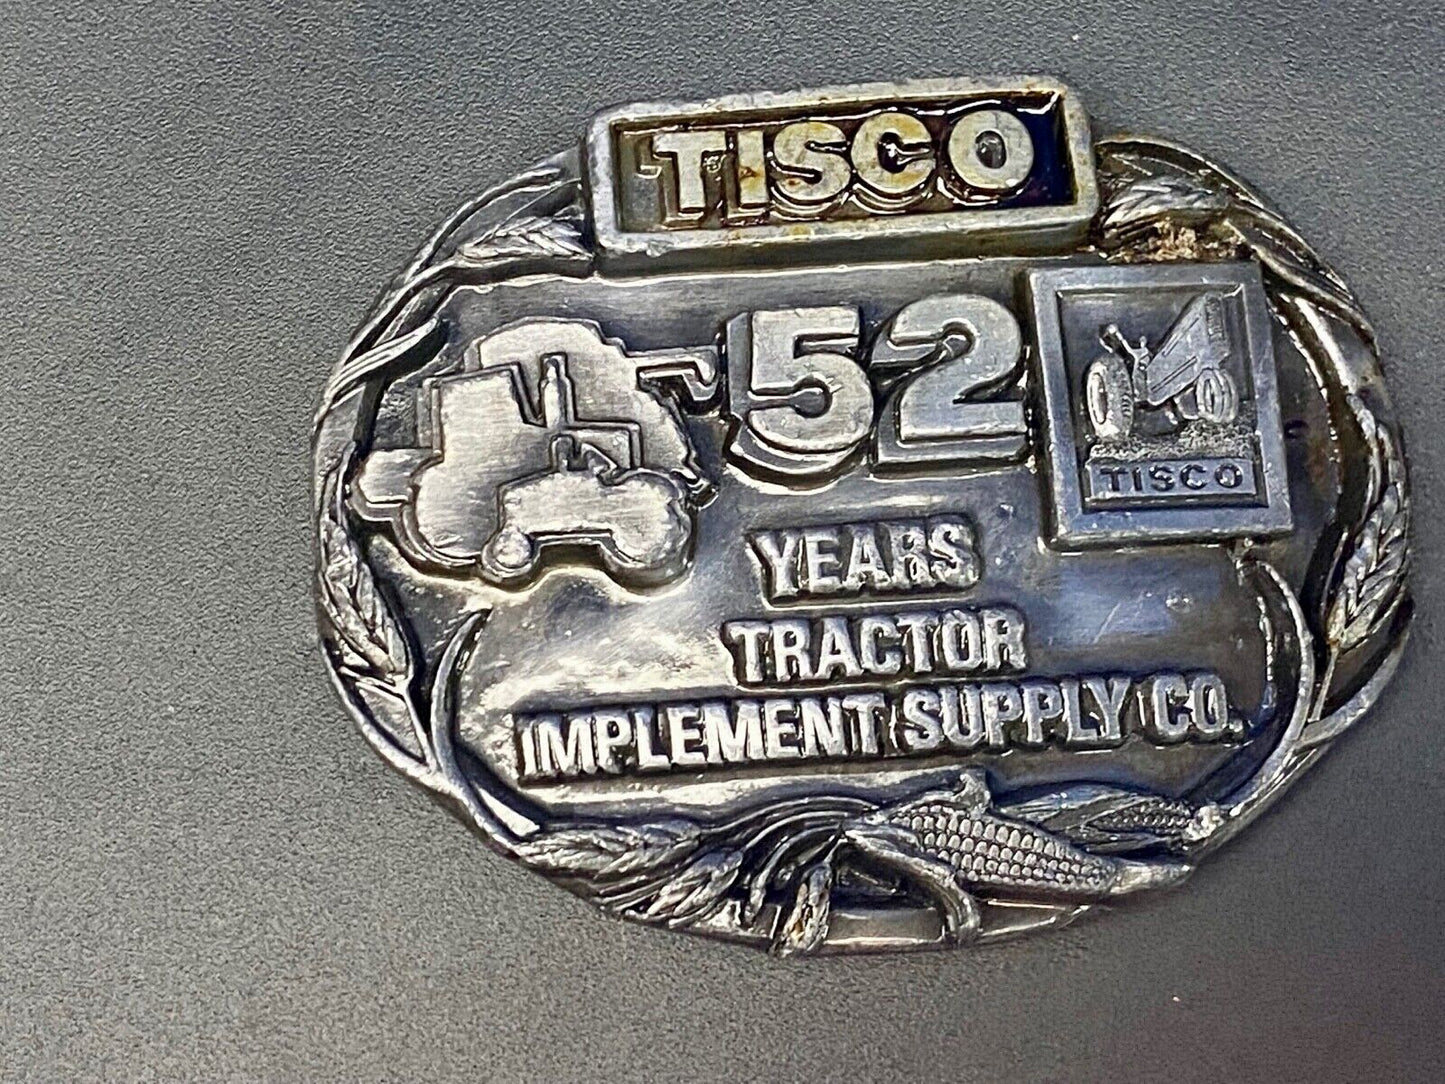 TISCO
52
TISCO
YEARS
TRACTOR
IMPLEMENT SUPPLY CO.